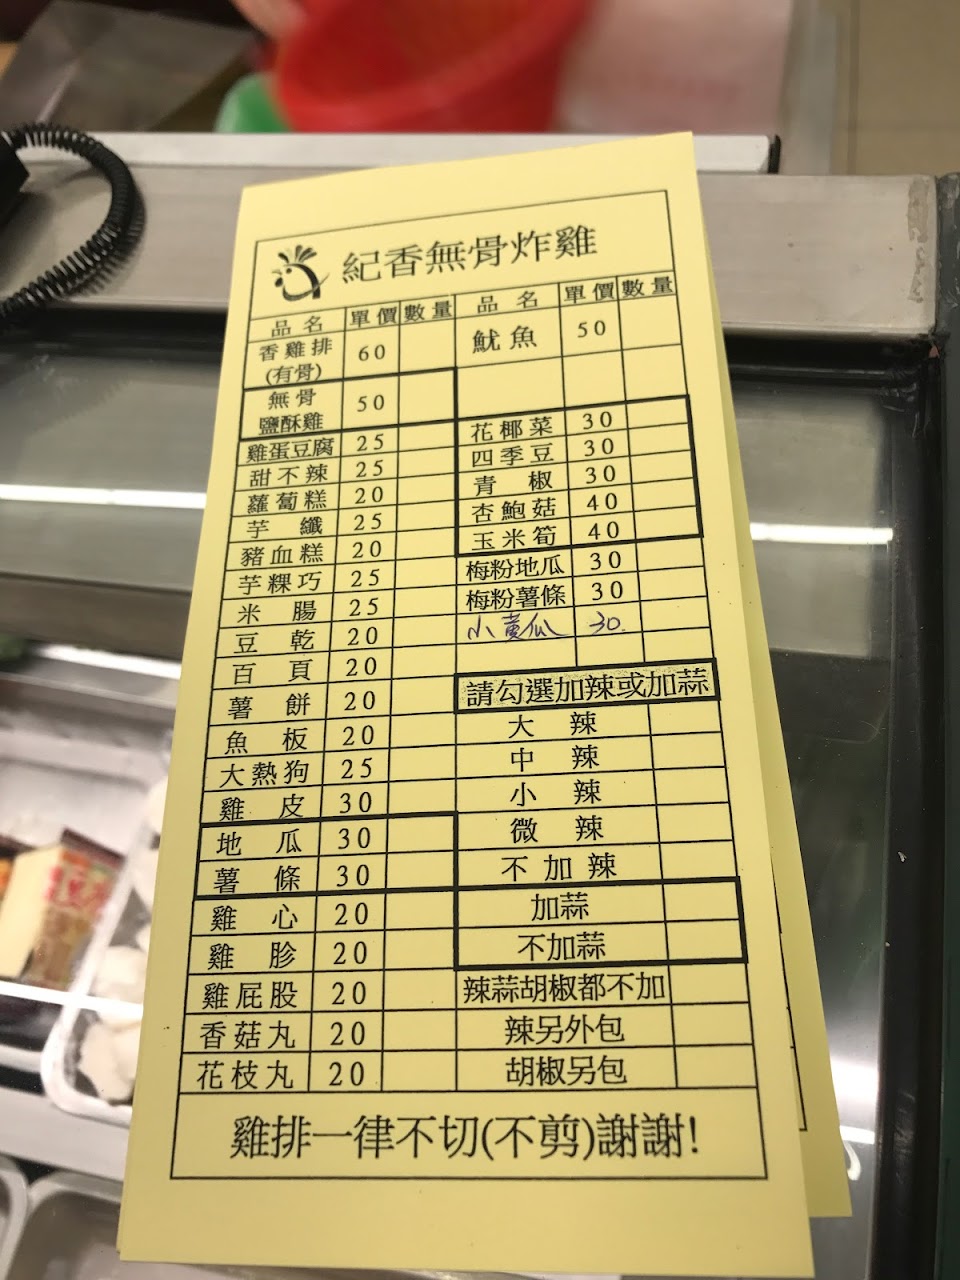 紀香無骨炸雞
品名 單價 數量
香雞排(有骨) 60
無骨鹽酥雞 50
雞蛋豆腐 25
甜不辣 25
蘿蔔糕 20
芋纖 25
豬血糕 20
芋粿巧 25
米腸 25
豆乾 20
百頁 20
薯餅 20
魚板 20
大熱狗 25
雞皮 30
地瓜 30
薯條 30
雞心 20
雞胗 20
雞屁股 20
香菇丸 20
花枝丸 20
品名 單價 數量
魷魚 50
花椰菜 30
四季豆 30
青椒 30
杏鮑菇 40
玉米筍 40
梅粉地瓜 30
梅粉薯條 30
小黃瓜 30.
請勾選加辣或加蒜
大辣
中辣
小辣
微辣
不加辣
加蒜
不加蒜
辣蒜胡椒都不加
辣另外包
胡椒另包
雞排一律不切(不剪)謝謝!